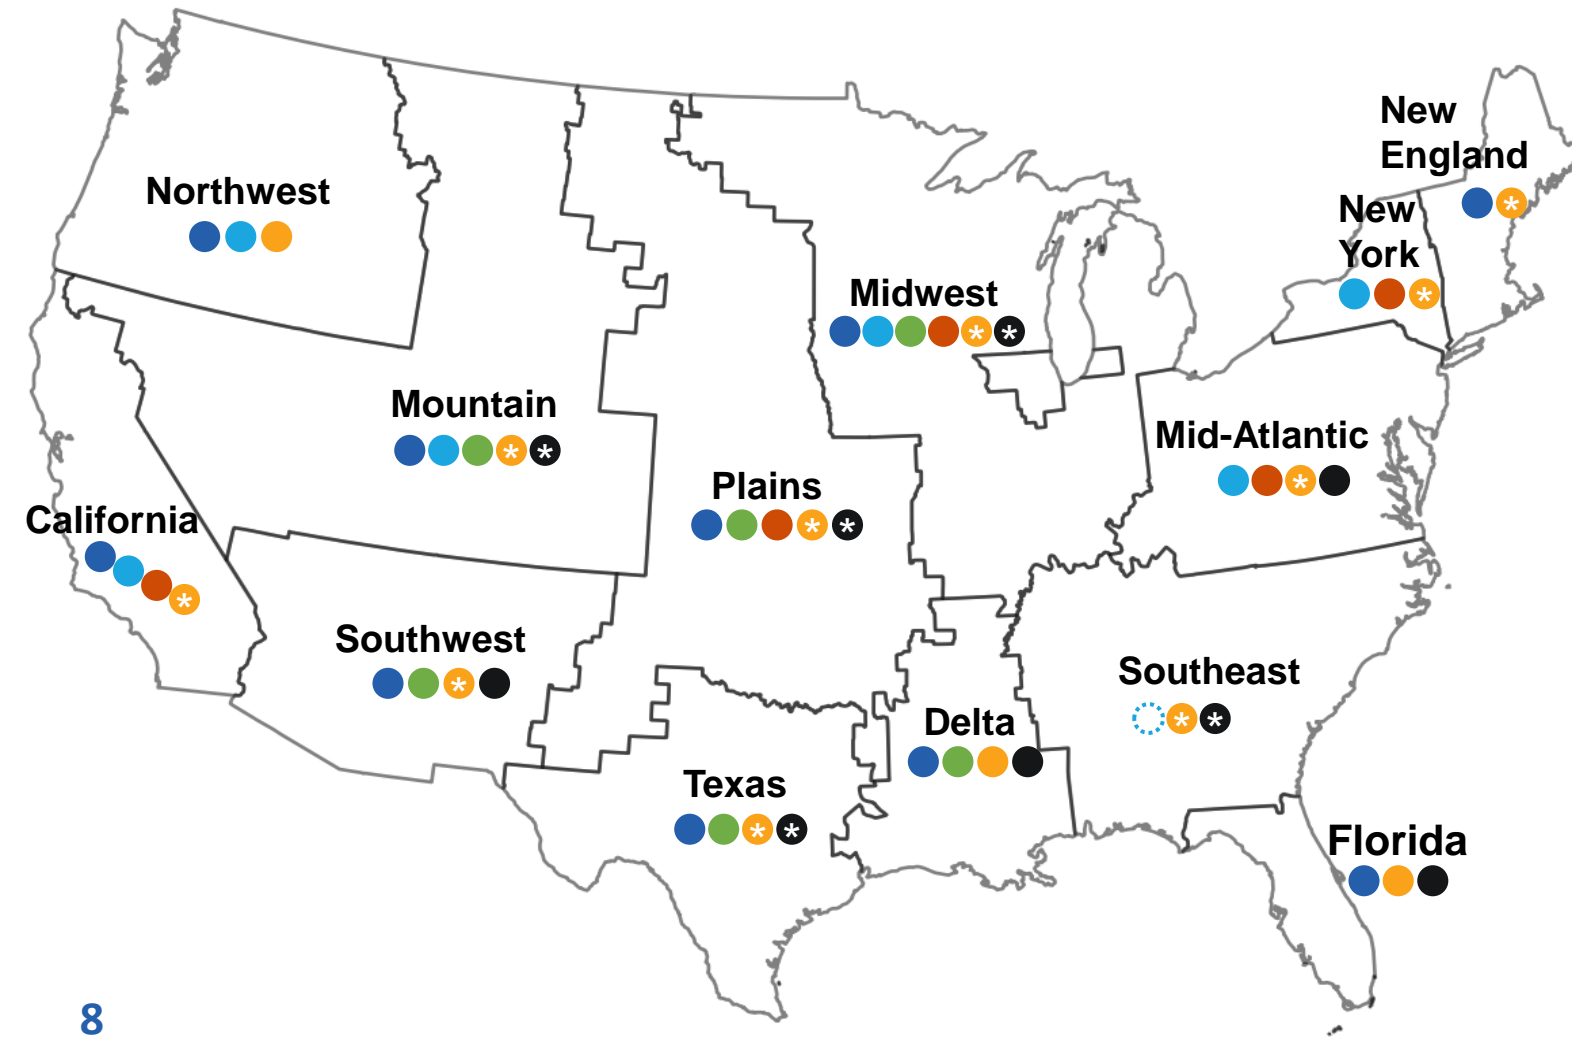 New
England
Northwest
New
York
* 
*
Midwest
* *
Mountain
* *
Mid-Atlantic
*
Plains
* *
California
*
Southwest
*
Southeast
* *
Delta
Texas
* *
Florida
8